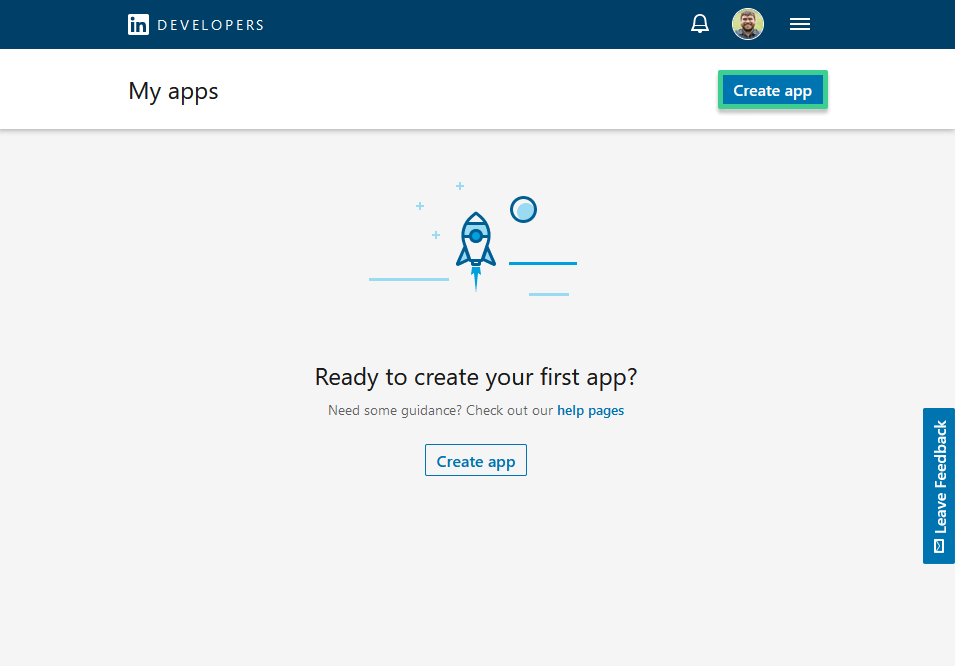 in DEVELOPERS
My apps
Create app
Ready to create your first app?
Need some guidance? Check out our help pages
Create app
Leave Feedback